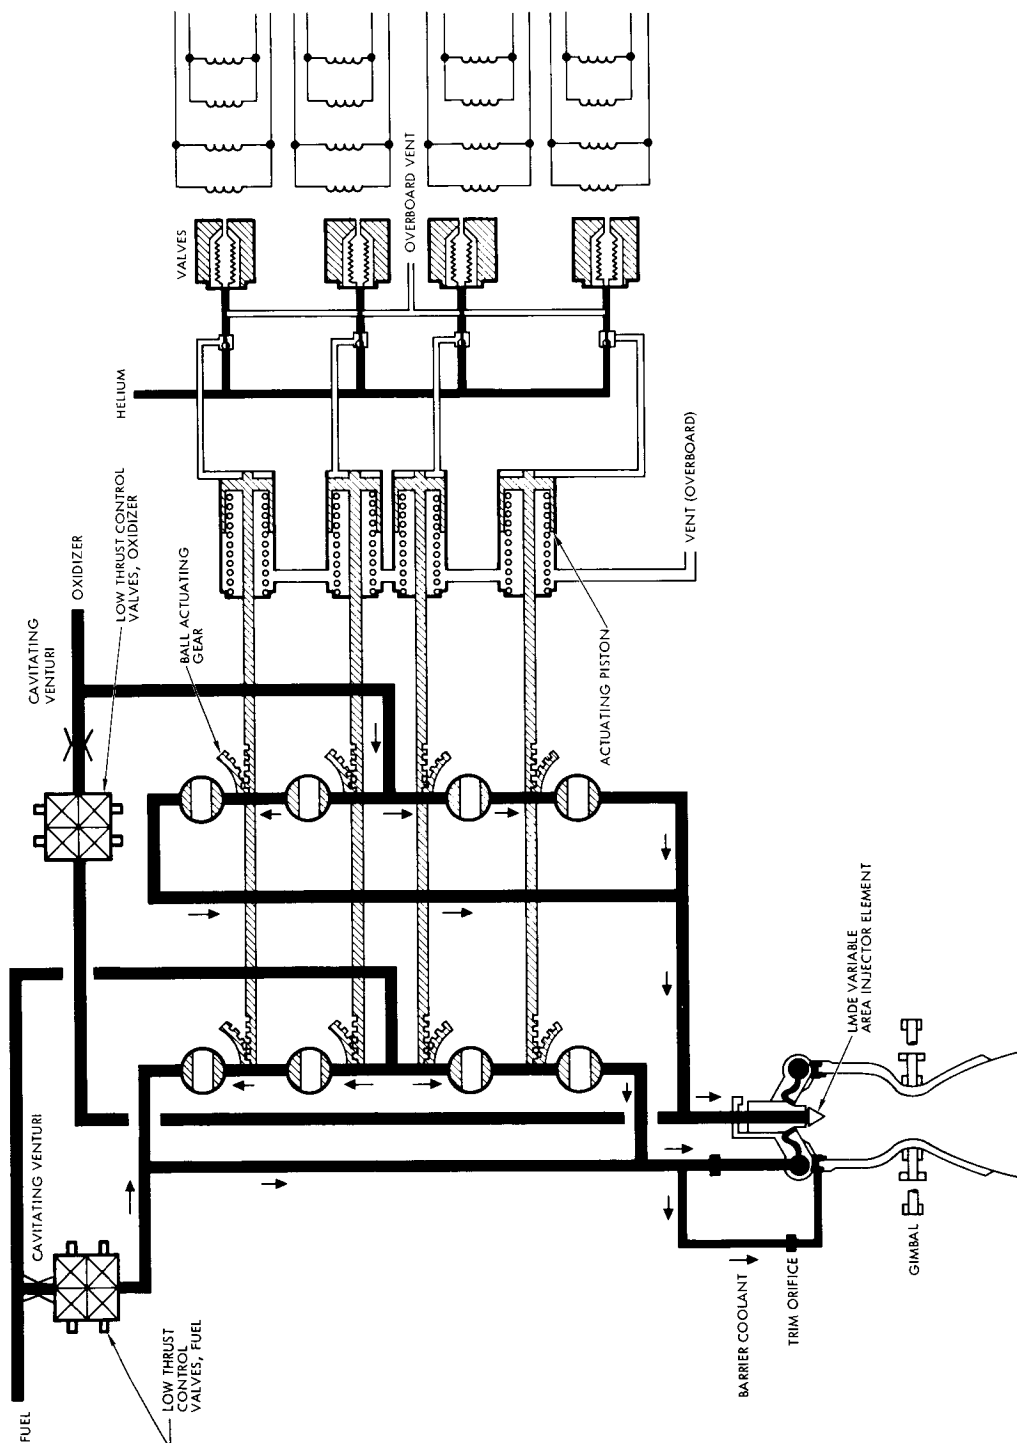 VALVES
OVERBOARD VENT
HELIUM
LOW THRUST CONTROL
VALVES, OXIDIZER
OXIDIZER
CAVITATING
VENTURI
BALL ACTUATING
GEAR
VENT (OVERBOARD)
ACTUATING PISTON
LMDE VARIABLE
AREA INJECTOR ELEMENT
CAVITATING VENTURI
FUEL
LOW THRUST
CONTROL
VALVES, FUEL
BARRIER COOLANT
TRIM ORIFICE
GIMBAL